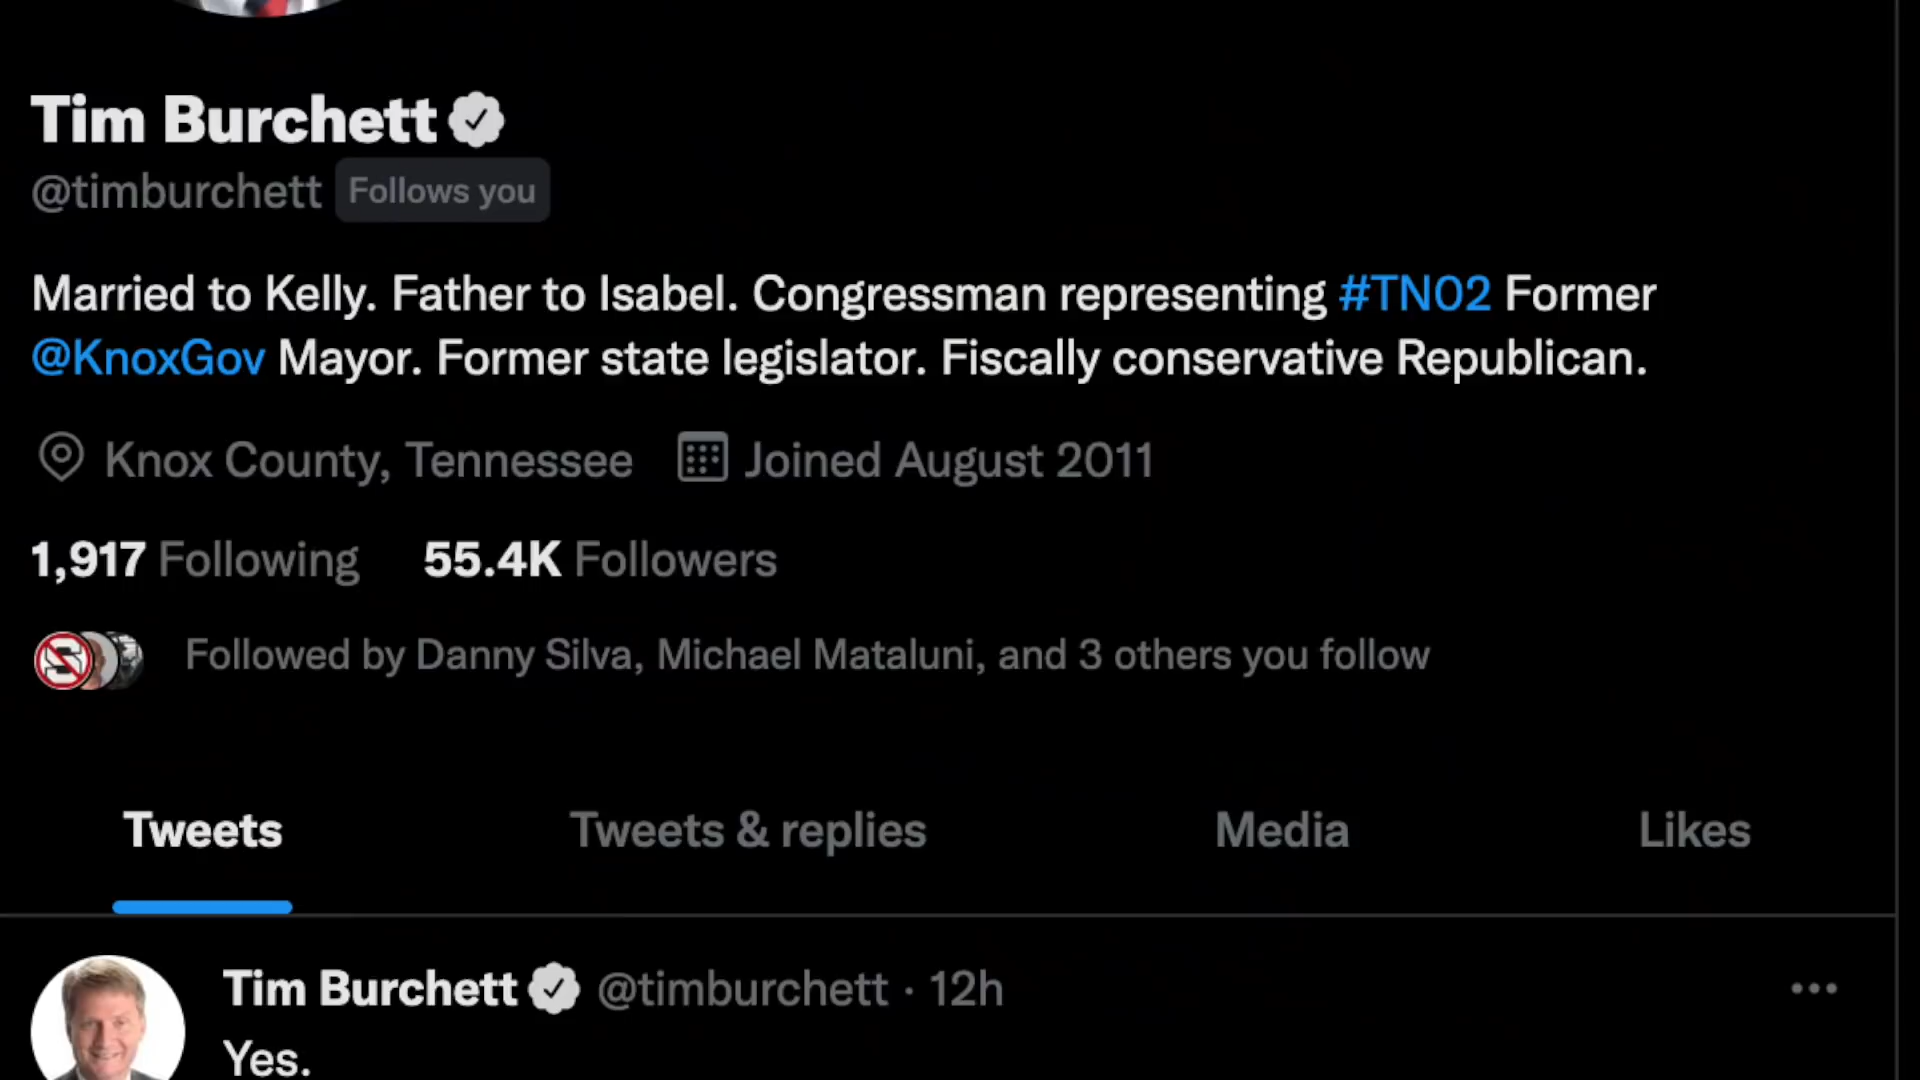 Tim Burchett
@timburchett Follows you
Married to Kelly. Father to Isabel. Congressman representing #TN02 Former
@KnoxGov Mayor. Former state legislator. Fiscally conservative Republican.
Knox County, Tennessee Joined August 2011
1,917 Following 55.4K Followers
Followed by Danny Silva, Michael Mataluni, and 3 others you follow
Tweets Tweets & replies Media Likes
Tim Burchett @timburchett · 12h
Yes.